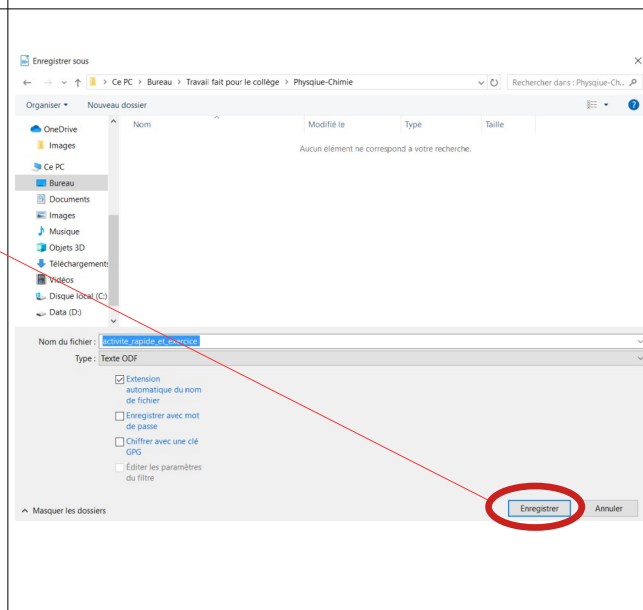 Enregistrer sous
Ce PC > Bureau > Travail fait pour le collège > Physqiue-Chimie
Rechercher dans : Physqiue-Ch...
Organiser
Nouveau dossier
Nom
Modifié le
Type
Taille
Aucun élément ne correspond à votre recherche.
OneDrive
Images
Ce PC
Bureau
Documents
Images
Musique
Objets 3D
Téléchargements
Vidéos
Disque local (C:)
Data (D:)
Nom du fichier : activite_rapide_et_exercice
Type : Texte ODF
Extension
automatique du nom
de fichier
Enregistrer avec mot
de passe
Chiffrer avec une clé
GPG
Éditer les paramètres
du filtre
Masquer les dossiers
Enregistrer
Annuler